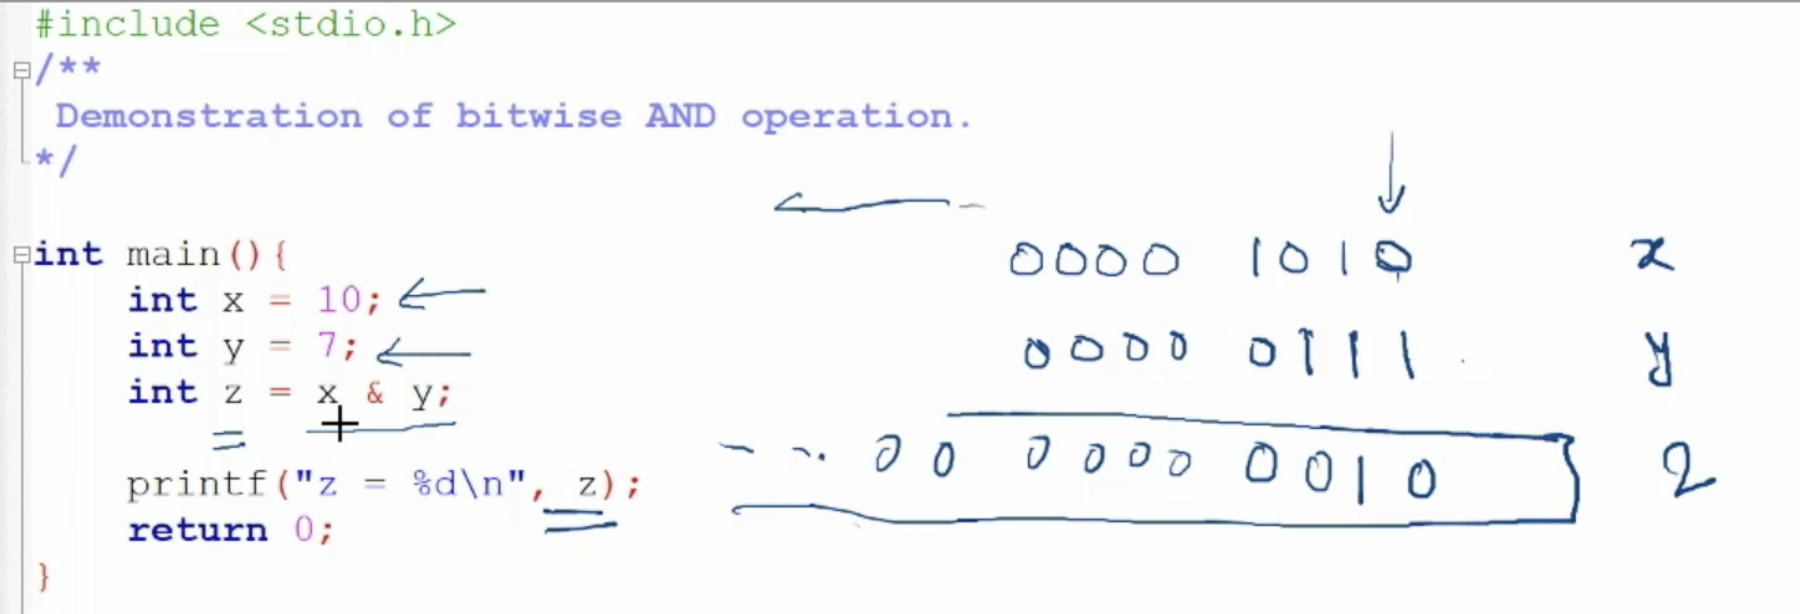 #include <stdio.h>
/**
Demonstration of bitwise AND operation.
*/
int main(){
int x = 10;
int y = 7;
int z = x & y;
printf("z = %d\n", z);
return 0;
}
0000 1010 x
0000 0111 y
00 0000 0010 2